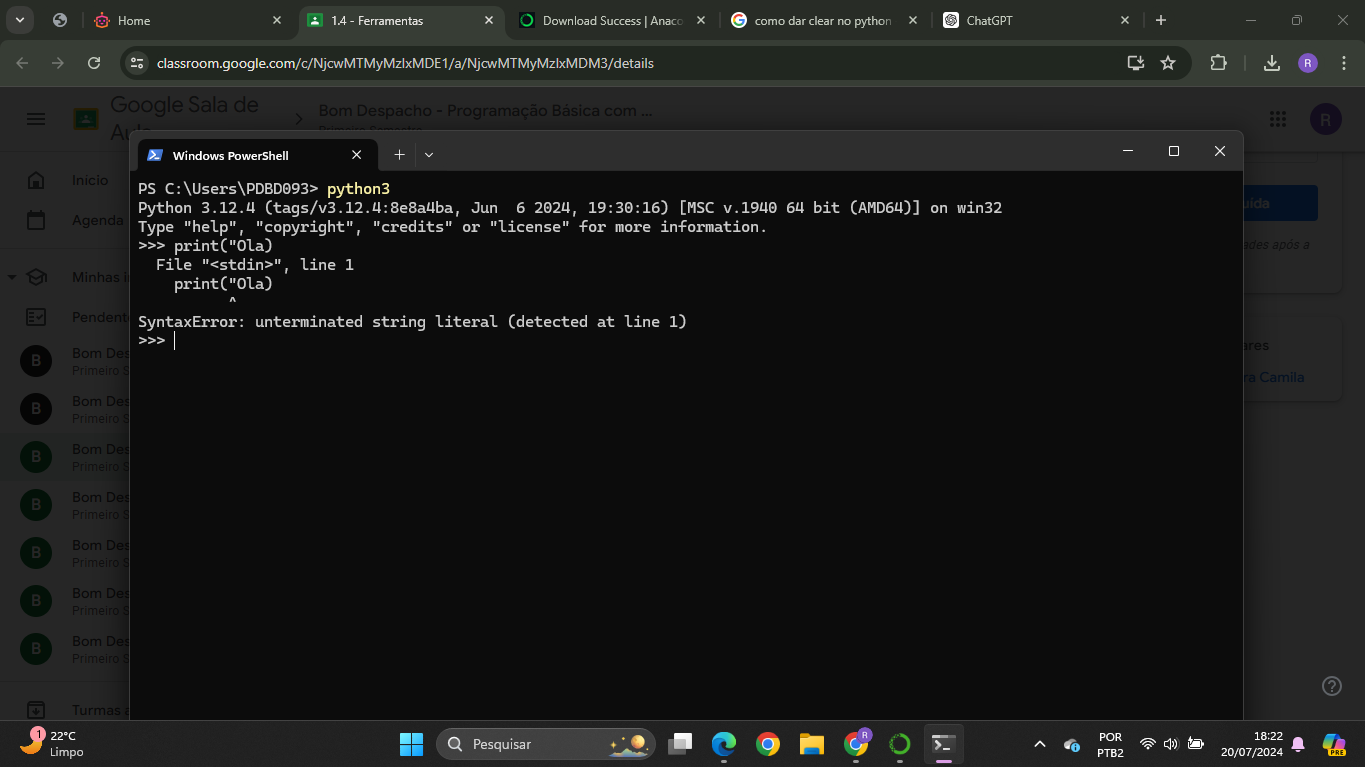 Home
1.4 - Ferramentas
Download Success | Anaco
como dar clear no python
ChatGPT
classroom.google.com/c/NjcwMTMyMzIxMDE1/a/NjcwMTMyMzIxMDM3/details
R
Google Sala de
Aula
Bom Despacho - Programação Básica com ...
Primeiro Semestre
R
Windows PowerShell
PS C:\Users\PDBD093> python3
Python 3.12.4 (tags/v3.12.4:8e8a4ba, Jun  6 2024, 19:30:16) [MSC v.1940 64 bit (AMD64)] on win32
Type "help", "copyright", "credits" or "license" for more information.
>>> print("Ola)
  File "<stdin>", line 1
    print("Ola)
          ^
SyntaxError: unterminated string literal (detected at line 1)
>>>
Início
Agenda
Minhas In
Pendente
B
Bom Des
Primeiro S
B
Bom Des
Primeiro S
B
Bom Des
Primeiro S
B
Bom Des
Primeiro S
B
Bom Des
Primeiro S
B
Bom Des
Primeiro S
B
Bom Des
Primeiro S
Turmas a
uída
ades após a
ares
ra Camila
1
22°C
Limpo
Pesquisar
R
POR
PTB2
18:22
20/07/2024
PRE